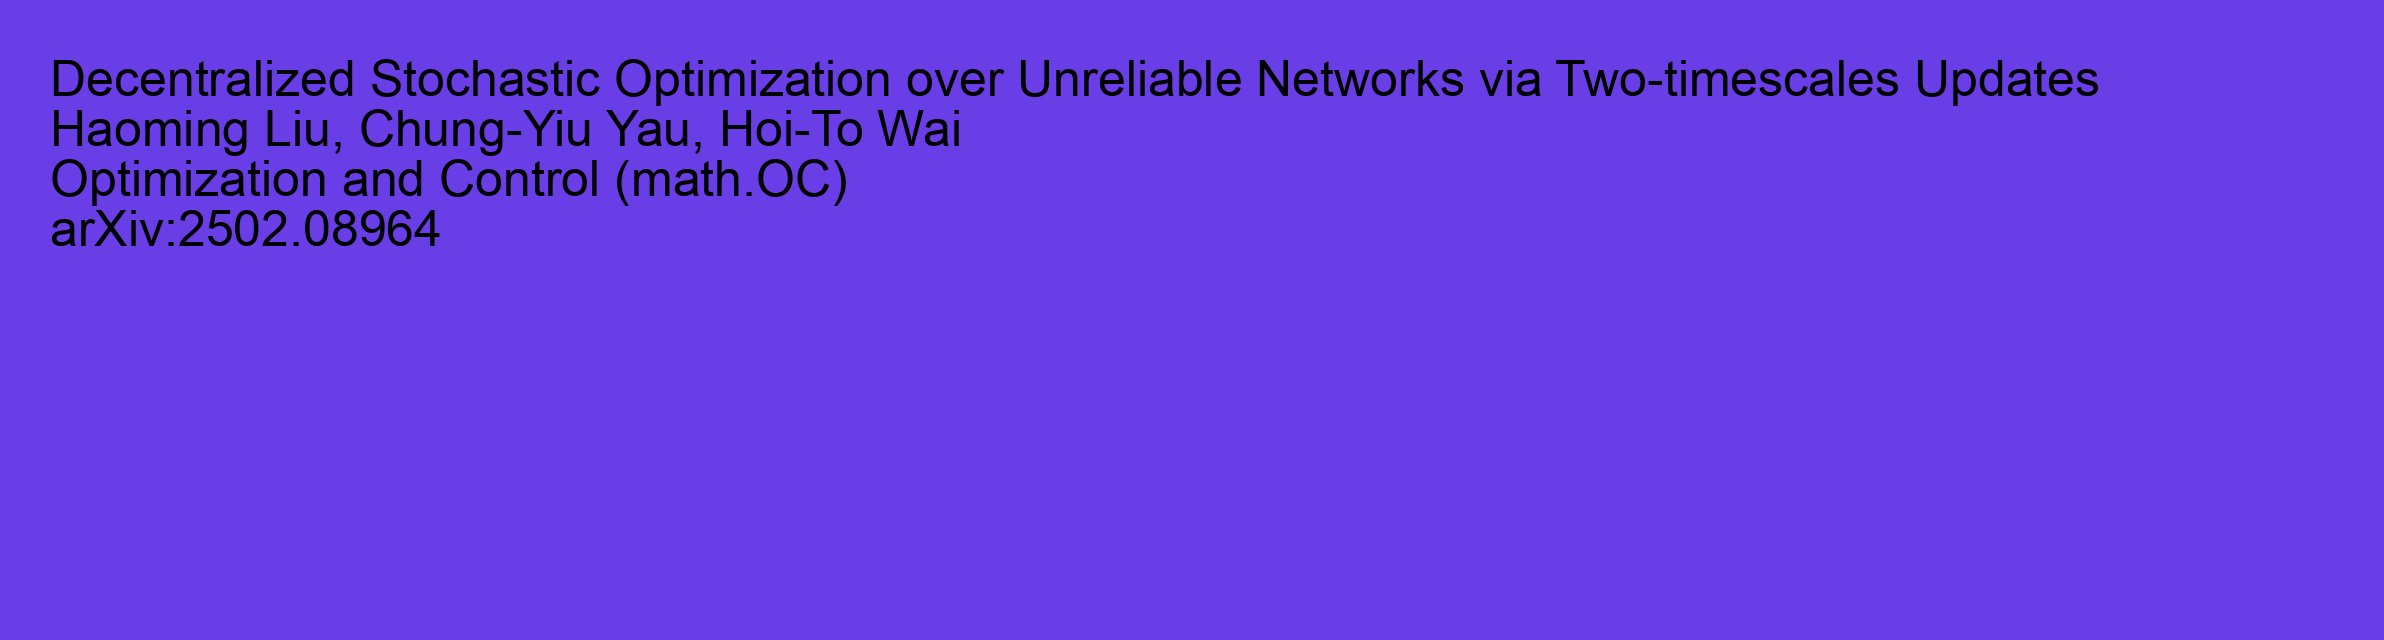 Decentralized Stochastic Optimization over Unreliable Networks via Two-timescales Updates
Haoming Liu, Chung-Yiu Yau, Hoi-To Wai
Optimization and Control (math.OC)
arXiv:2502.08964